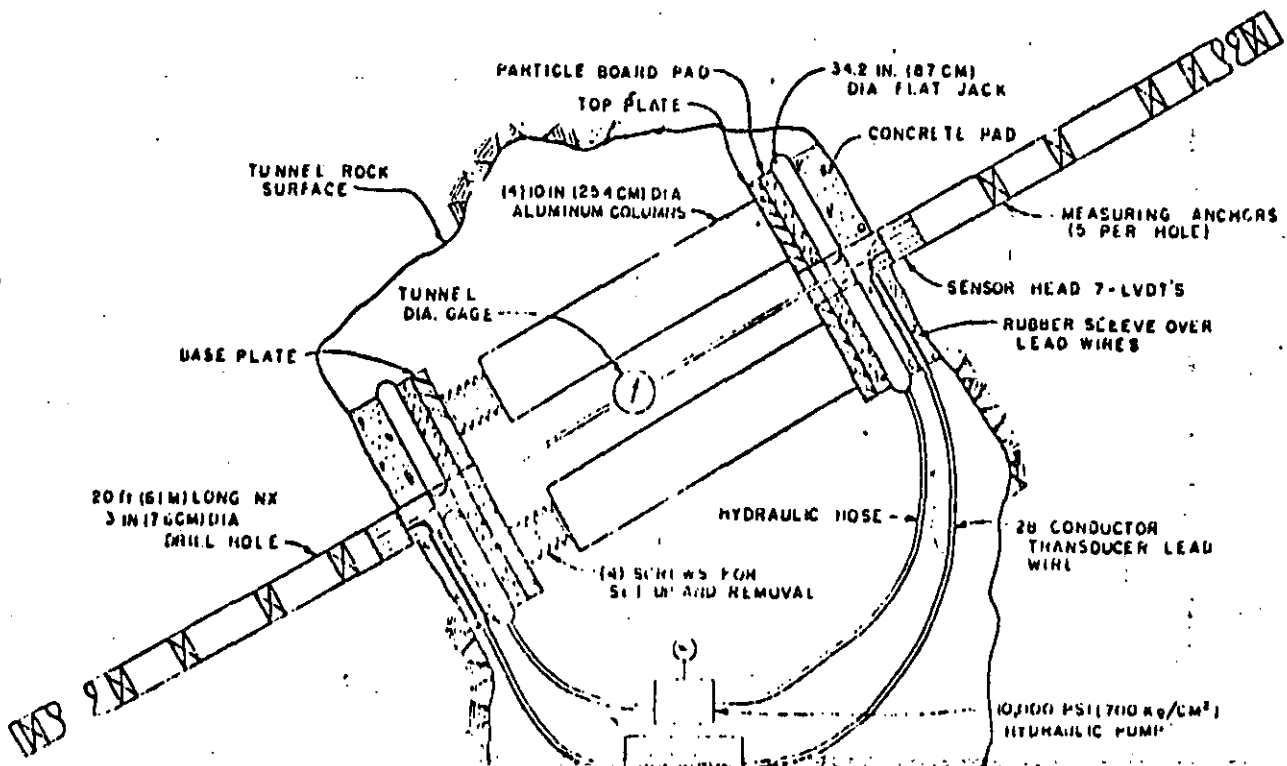 PARTICLE BOARD PAD
TOP PLATE
34.2 IN. (87 CM)
DIA FLAT JACK
CONCRETE PAD
TUNNEL ROCK
SURFACE
(4) 10 IN (25.4 CM) DIA
ALUMINUM COLUMNS
MEASURING ANCHORS
(5 PER HOLE)
TUNNEL
DIA. GAGE
SENSOR HEAD 7-LVDT'S
RUBBER SLEEVE OVER
LEAD WIRES
BASE PLATE
20 ft (6.1 M) LONG NX
3 IN (7.6 CM) DIA
DRILL HOLE
HYDRAULIC HOSE
28 CONDUCTOR
TRANSDUCER LEAD
WIRE
(4) SCREWS FOR
SET UP AND REMOVAL
10,000 PSI (700 Kg/CM²)
HYDRAULIC PUMP